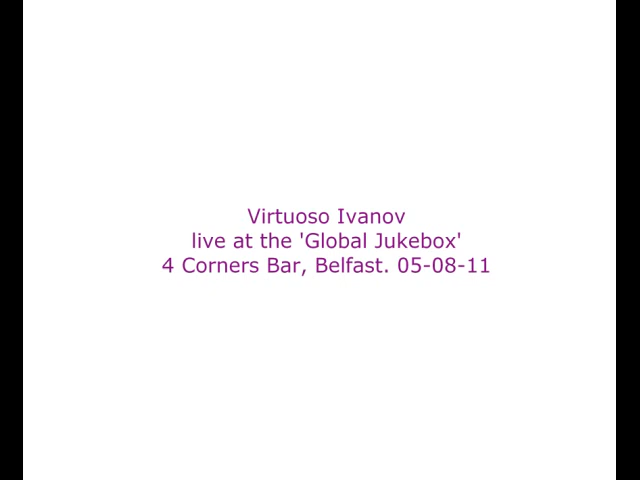 Virtuoso Ivanov
live at the 'Global Jukebox'
4 Corners Bar, Belfast. 05-08-11